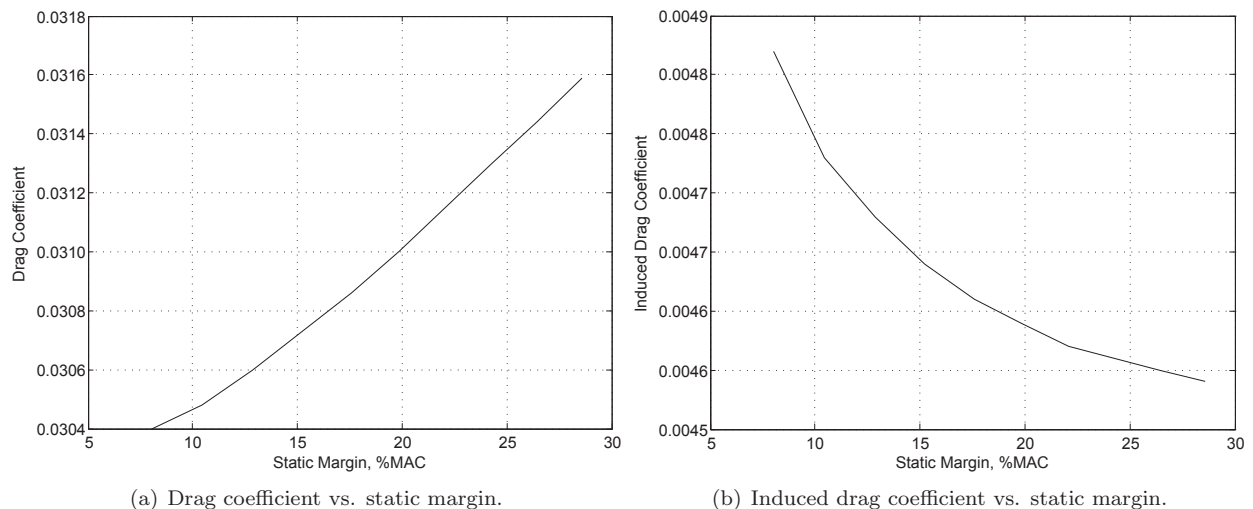 0.0318
0.0316
0.0314
0.0312
0.0310
0.0308
0.0306
0.0304
Drag Coefficient
5 10 15 20 25 30
Static Margin, %MAC
(a) Drag coefficient vs. static margin.
0.0049
0.0048
0.0048
0.0047
0.0047
0.0046
0.0046
0.0045
Induced Drag Coefficient
5 10 15 20 25 30
Static Margin, %MAC
(b) Induced drag coefficient vs. static margin.